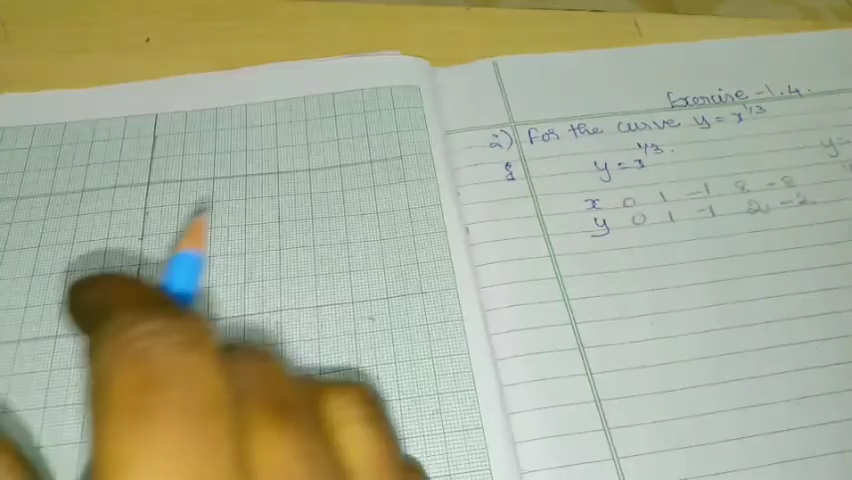 Exercise - 1.4.
2) For the curve y = x^1/3
y = x^1/3. y =
x 0 1 -1 8 -8
y 0 1 -1 2 -2